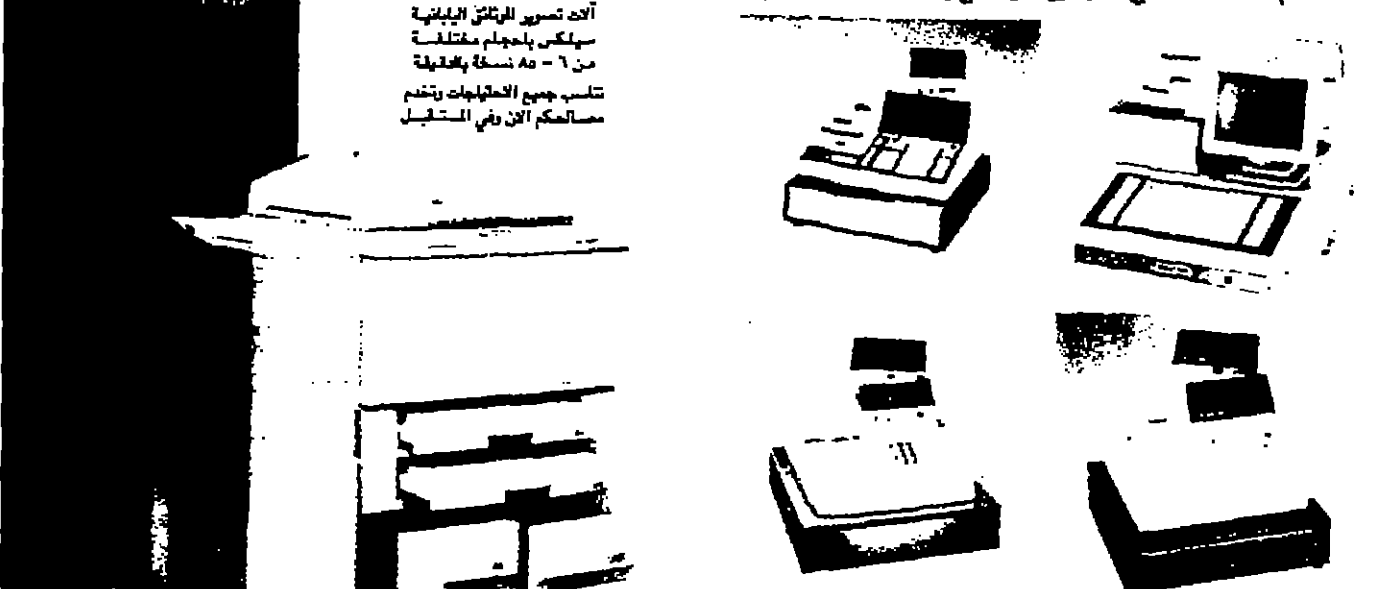 آلات تصوير الوثائق اليابانية
سيلكس بأحجام مختلفة
من ٦ - ٨٥ نسخة بالدقيقة
تناسب جميع الاحتياجات وتخدم
مصالحكم الآن وفي المستقبل